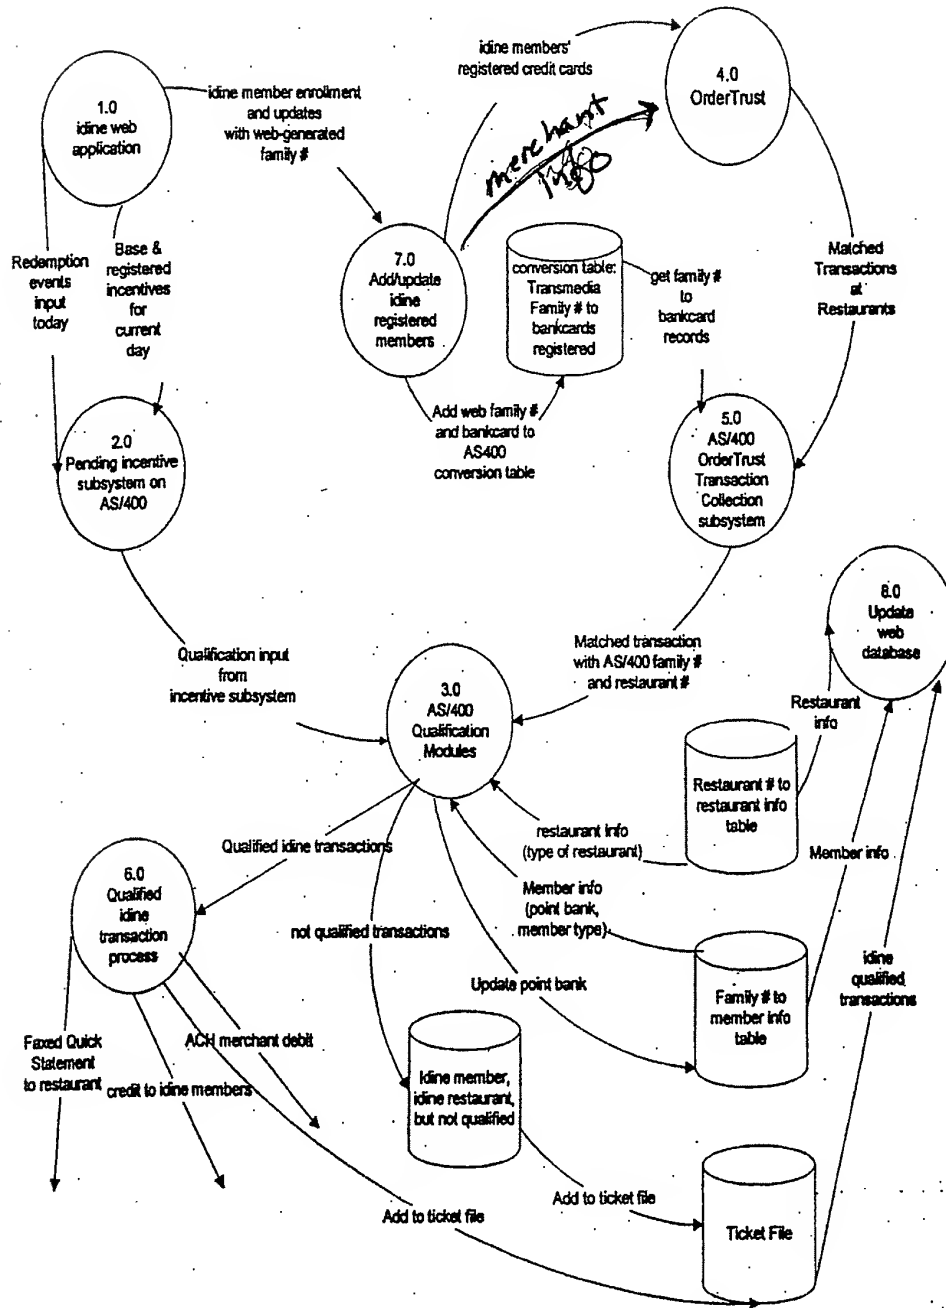 idine members'
registered credit cards
4.0
OrderTrust
1.0
idine web
application
idine member enrollment
and updates
with web-generated
family #
merchant
info
Redemption
events
input
today
Base &
registered
incentives
for
current
day
7.0
Add/update
idine
registered
members
conversion table:
Transmedia
Family # to
bankcards
registered
get family #
to
bankcard
records
Matched
Transactions
at
Restaurants
2.0
Pending incentive
subsystem on
AS/400
Add web family #
and bankcard to
AS400
conversion table
5.0
AS/400
OrderTrust
Transaction
Collection
subsystem
8.0
Update
web
database
Qualification input
from
incentive subsystem
Matched transaction
with AS/400 family #
and restaurant #
3.0
AS/400
Qualification
Modules
Restaurant
info
Restaurant # to
restaurant info
table
restaurant info
(type of restaurant)
Qualified idine transactions
Member info
6.0
Qualified
idine
transaction
process
Member info
(point bank,
member type)
not qualified transactions
idine
qualified
transactions
Update point bank
Family # to
member info
table
Faxed Quick
Statement
to restaurant
ACH merchant debit
credit to idine members
Idine member,
idine restaurant,
but not qualified
Add to ticket file
Add to ticket file
Ticket File